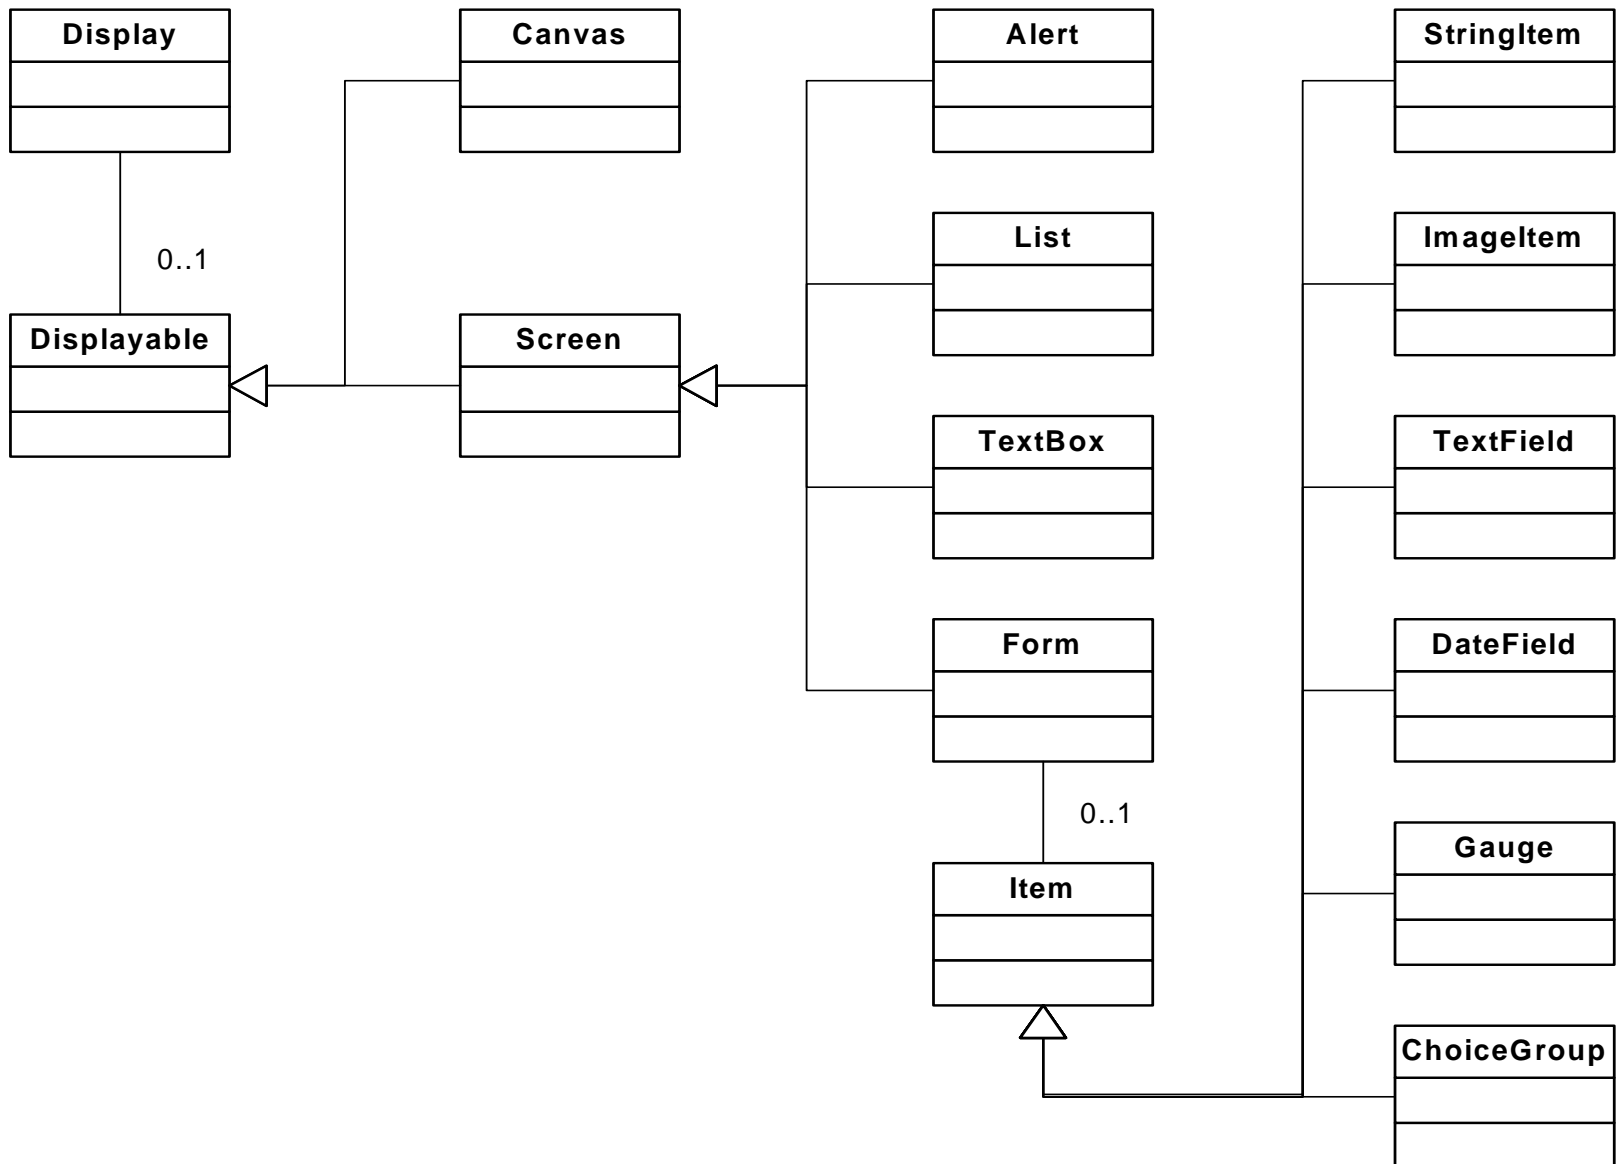 Display
Canvas
Alert
StringItem
List
ImageItem
0..1
Displayable
Screen
TextBox
TextField
Form
DateField
0..1
Gauge
Item
ChoiceGroup